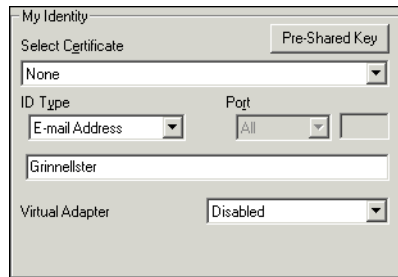 My Identity
Select Certificate
Pre-Shared Key
None
ID Type
Port
E-mail Address
All
Grinnellster
Virtual Adapter
Disabled